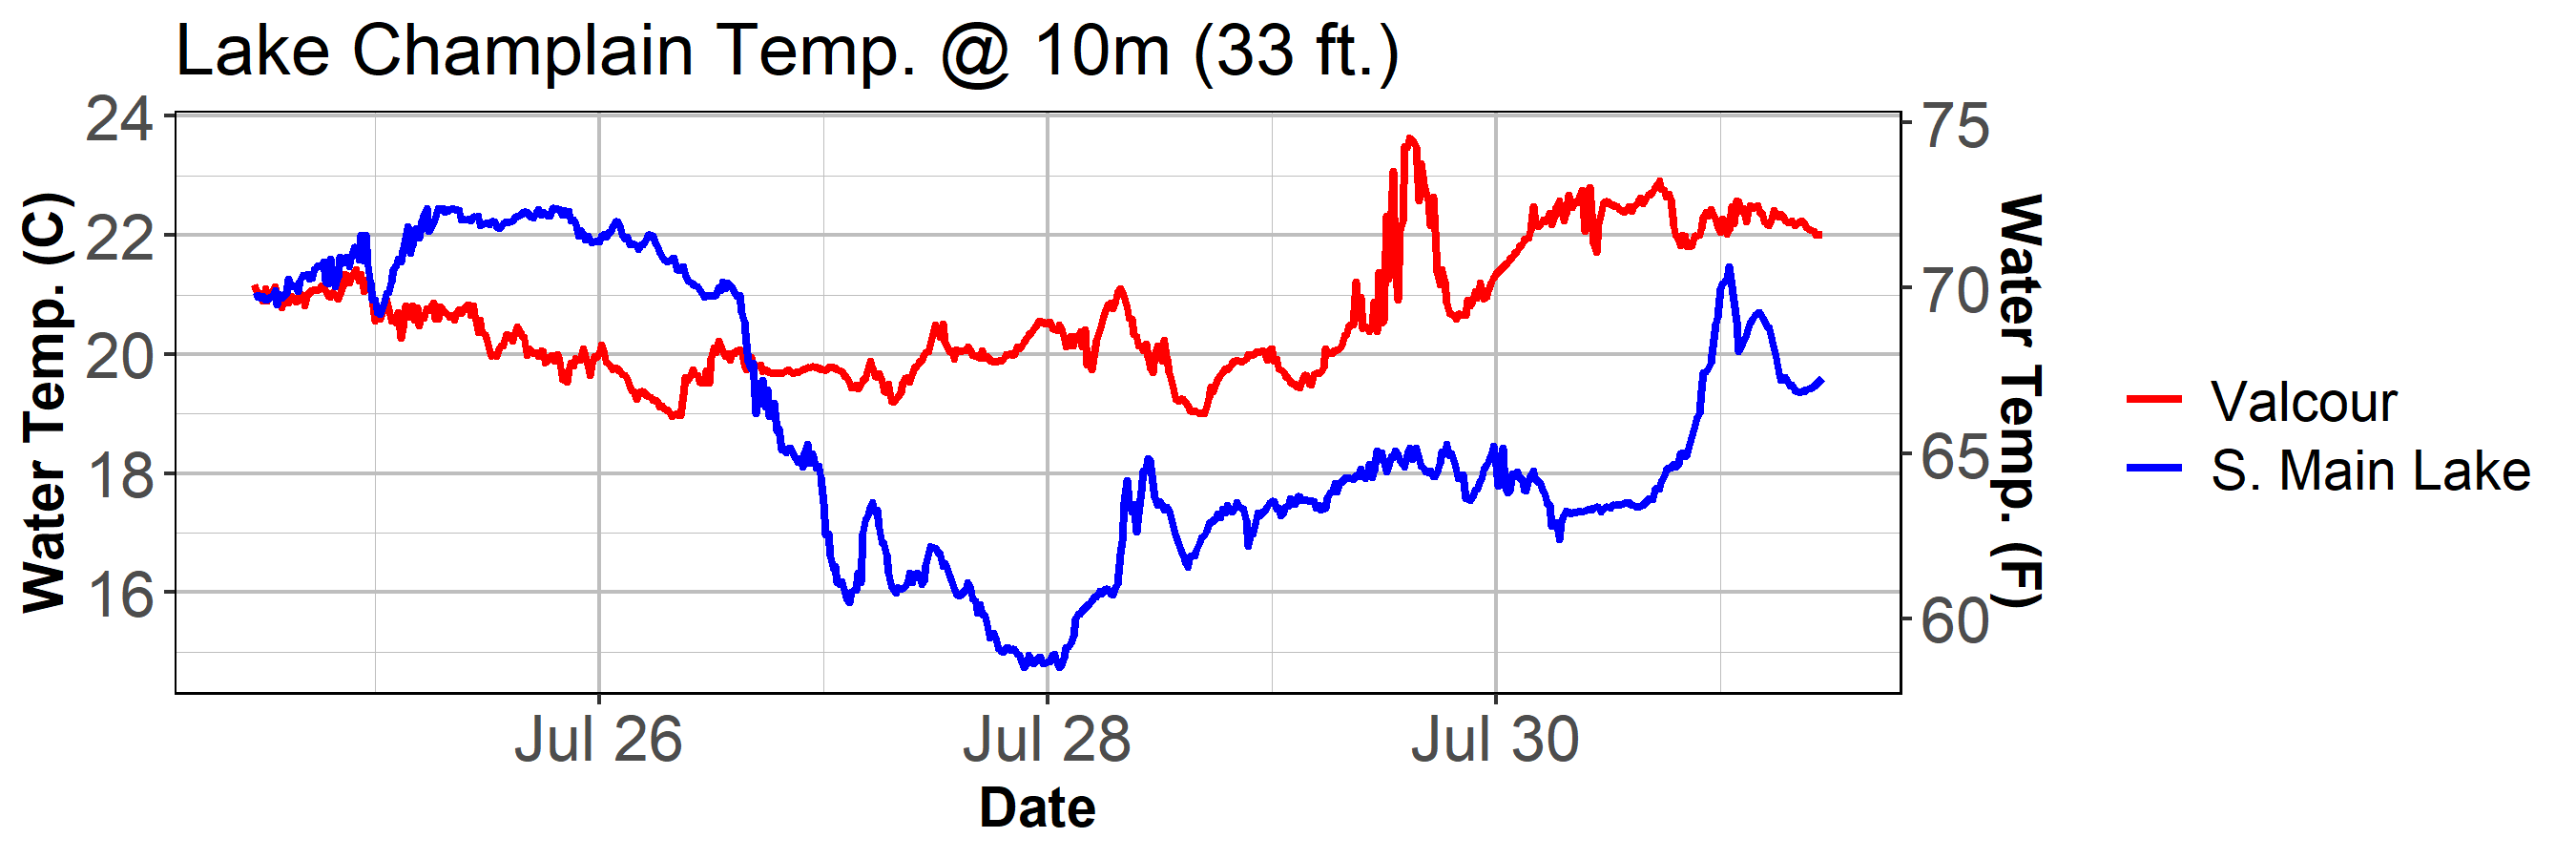 Lake Champlain Temp. @ 10m (33 ft.)
24
22
20
18
16
Water Temp. (C)
75
70
65
60
Water Temp. (F)
Jul 26
Jul 28
Jul 30
Date
Valcour
S. Main Lake